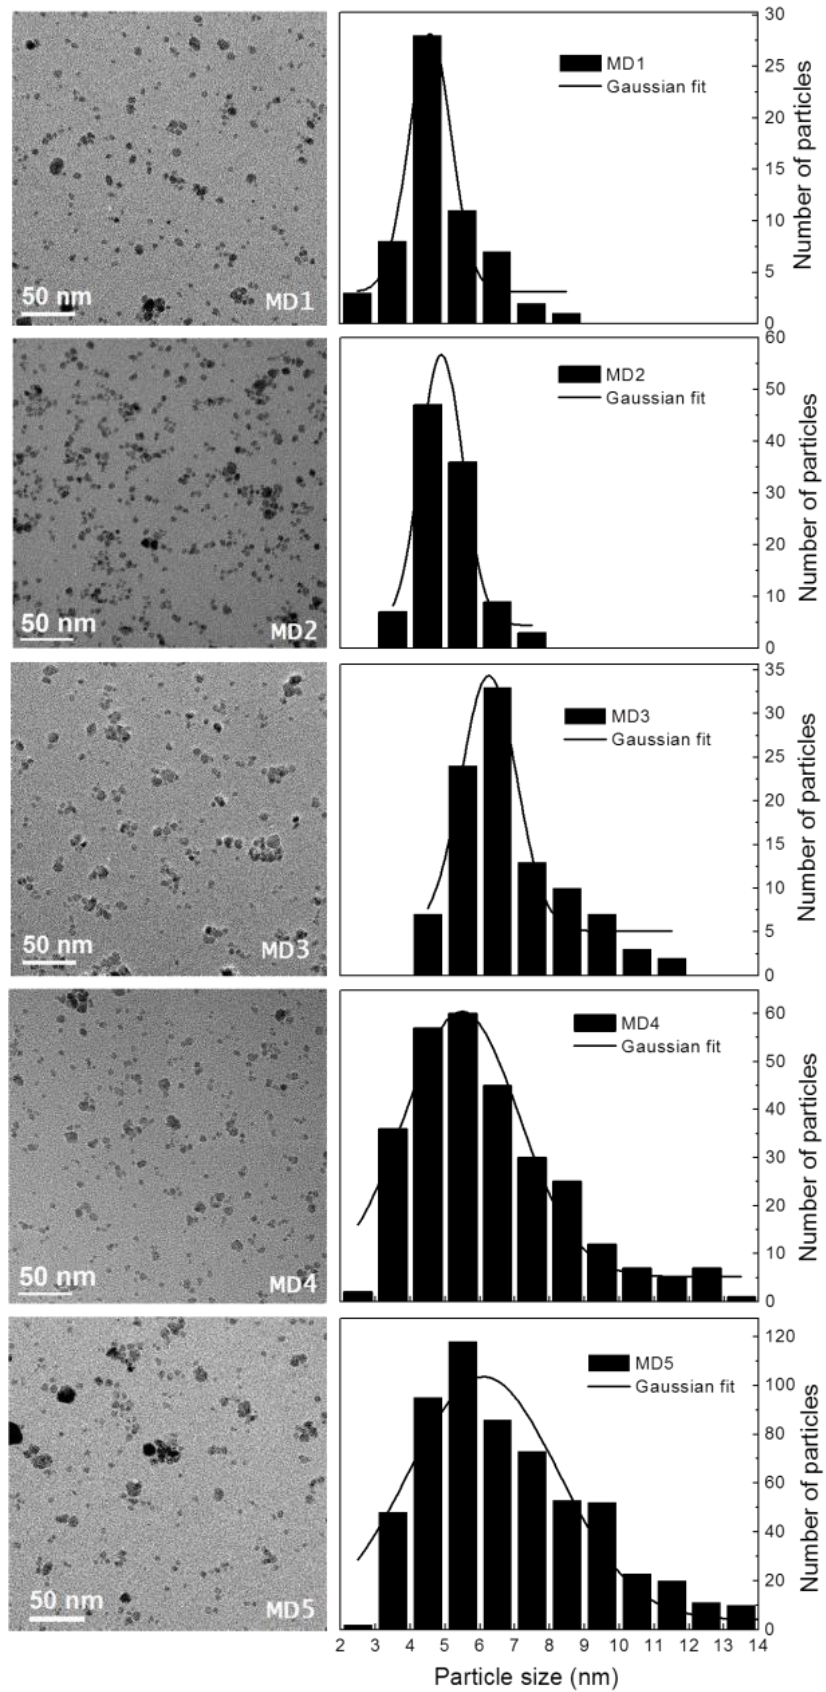 50 nm
MD1
MD1
Gaussian fit
30
25
20
15
10
5
0
Number of particles
50 nm
MD2
MD2
Gaussian fit
60
50
40
30
20
10
0
Number of particles
50 nm
MD3
MD3
Gaussian fit
35
30
25
20
15
10
5
0
Number of particles
50 nm
MD4
MD4
Gaussian fit
60
50
40
30
20
10
0
Number of particles
50 nm
MD5
MD5
Gaussian fit
120
100
80
60
40
20
0
Number of particles
2 3 4 5 6 7 8 9 10 11 12 13 14
Particle size (nm)